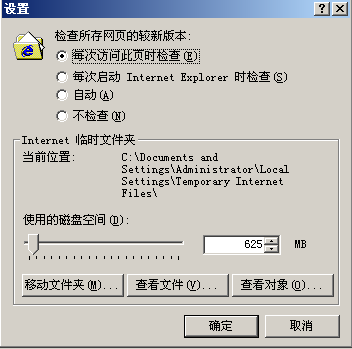 设置
检查所存网页的较新版本:
每次访问此页时检查(E)
每次启动 Internet Explorer 时检查(S)
自动(A)
不检查(N)
Internet 临时文件夹
当前位置:
C:\Documents and
Settings\Administrator\Local
Settings\Temporary Internet
Files\
使用的磁盘空间(D):
625 MB
移动文件夹(M)... 查看文件(V)... 查看对象(O)...
确定 取消